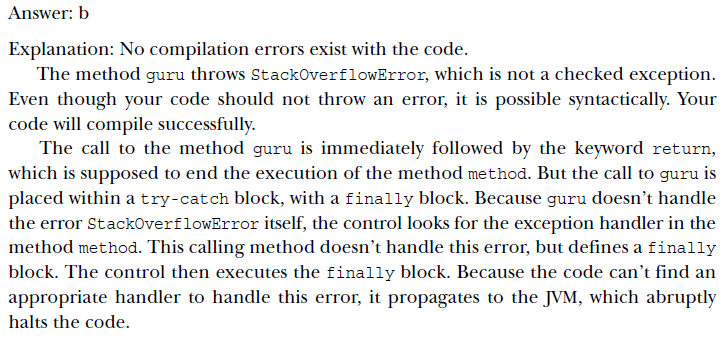 Answer: b
Explanation: No compilation errors exist with the code.
The method guru throws StackOverflowError, which is not a checked exception.
Even though your code should not throw an error, it is possible syntactically. Your
code will compile successfully.
The call to the method guru is immediately followed by the keyword return,
which is supposed to end the execution of the method method. But the call to guru is
placed within a try-catch block, with a finally block. Because guru doesn’t handle
the error StackOverflowError itself, the control looks for the exception handler in the
method method. This calling method doesn’t handle this error, but defines a finally
block. The control then executes the finally block. Because the code can’t find an
appropriate handler to handle this error, it propagates to the JVM, which abruptly
halts the code.